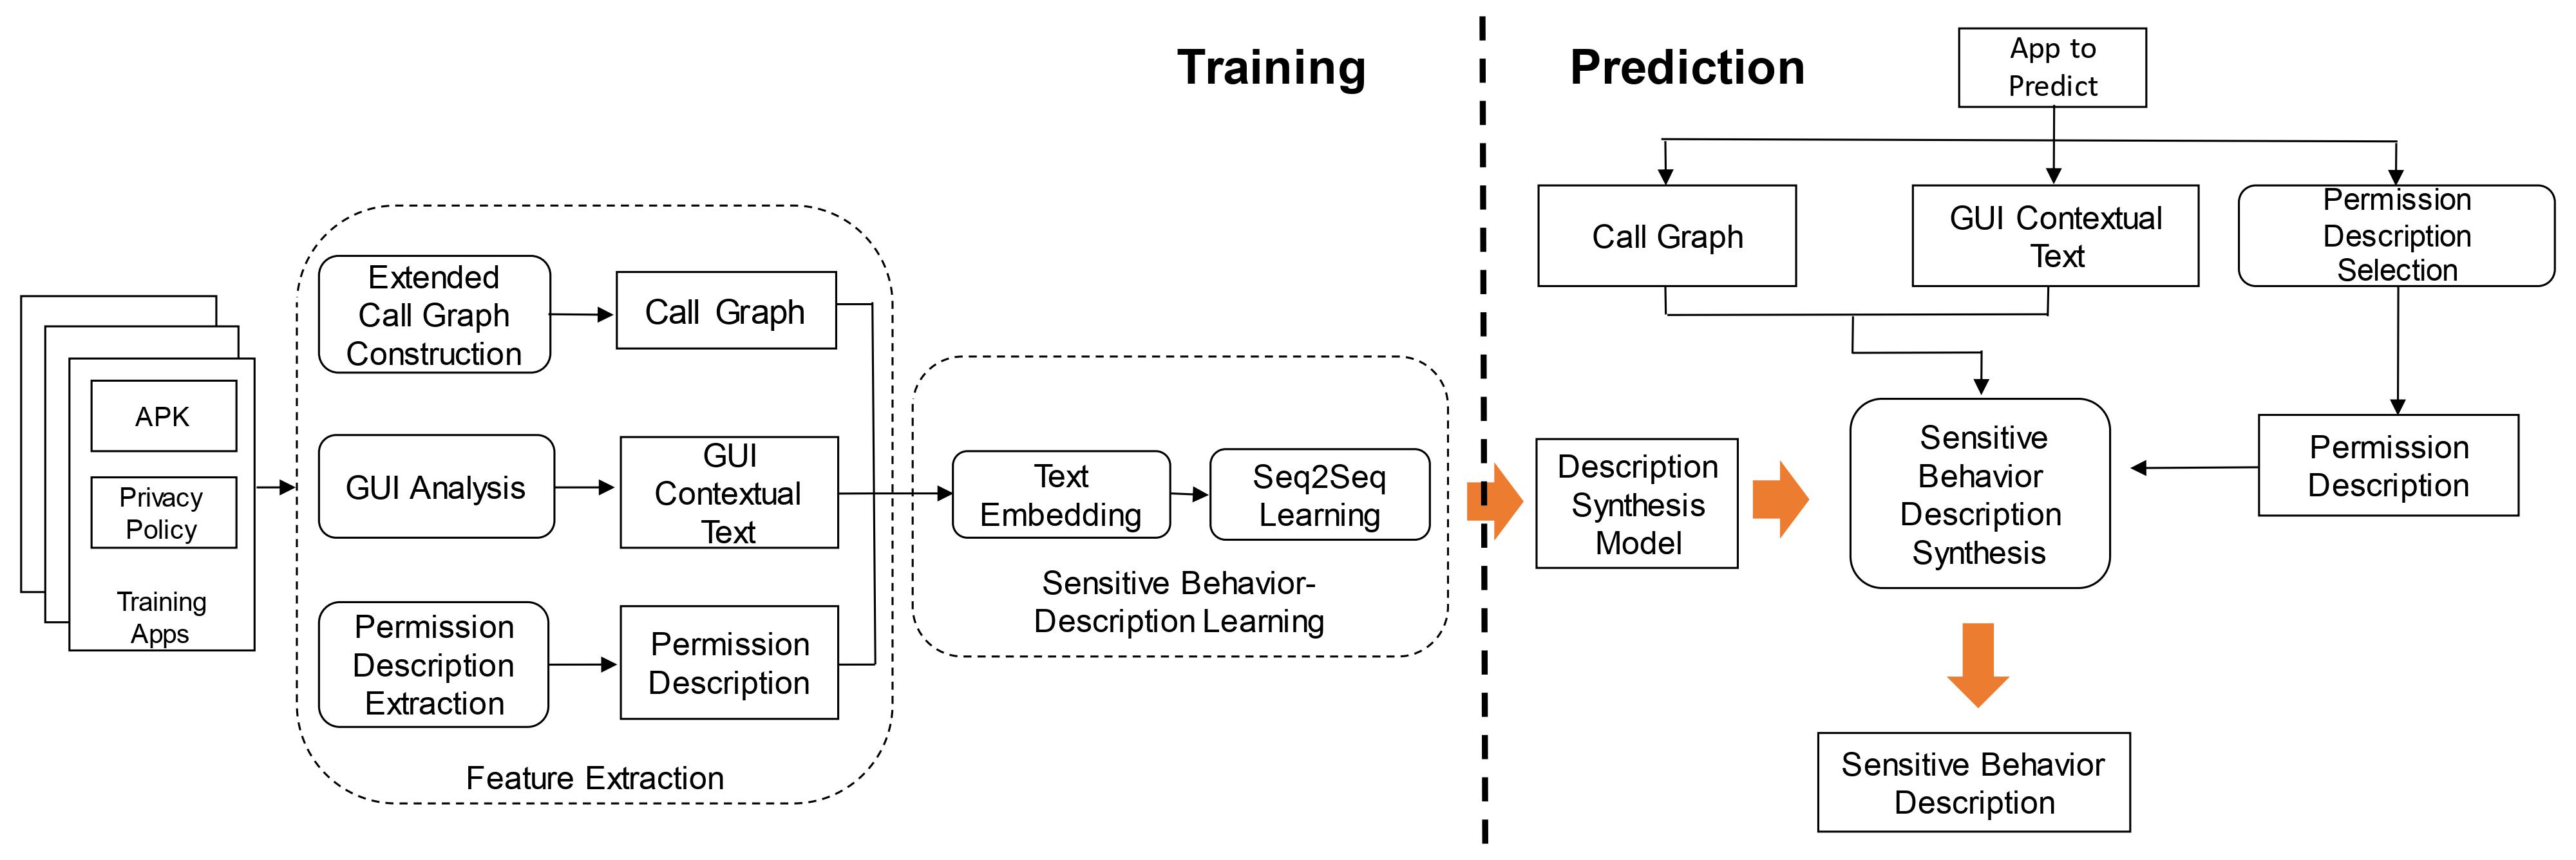 Training
Prediction
App to
Predict
Call Graph
GUI Contextual
Text
Permission
Description
Selection
Extended
Call Graph
Construction
Call Graph
APK
Privacy
Policy
Training
Apps
GUI Analysis
GUI
Contextual
Text
Permission
Description
Extraction
Permission
Description
Feature Extraction
Text
Embedding
Seq2Seq
Learning
Sensitive Behavior-
Description Learning
Description
Synthesis
Model
Sensitive
Behavior
Description
Synthesis
Permission
Description
Sensitive Behavior
Description